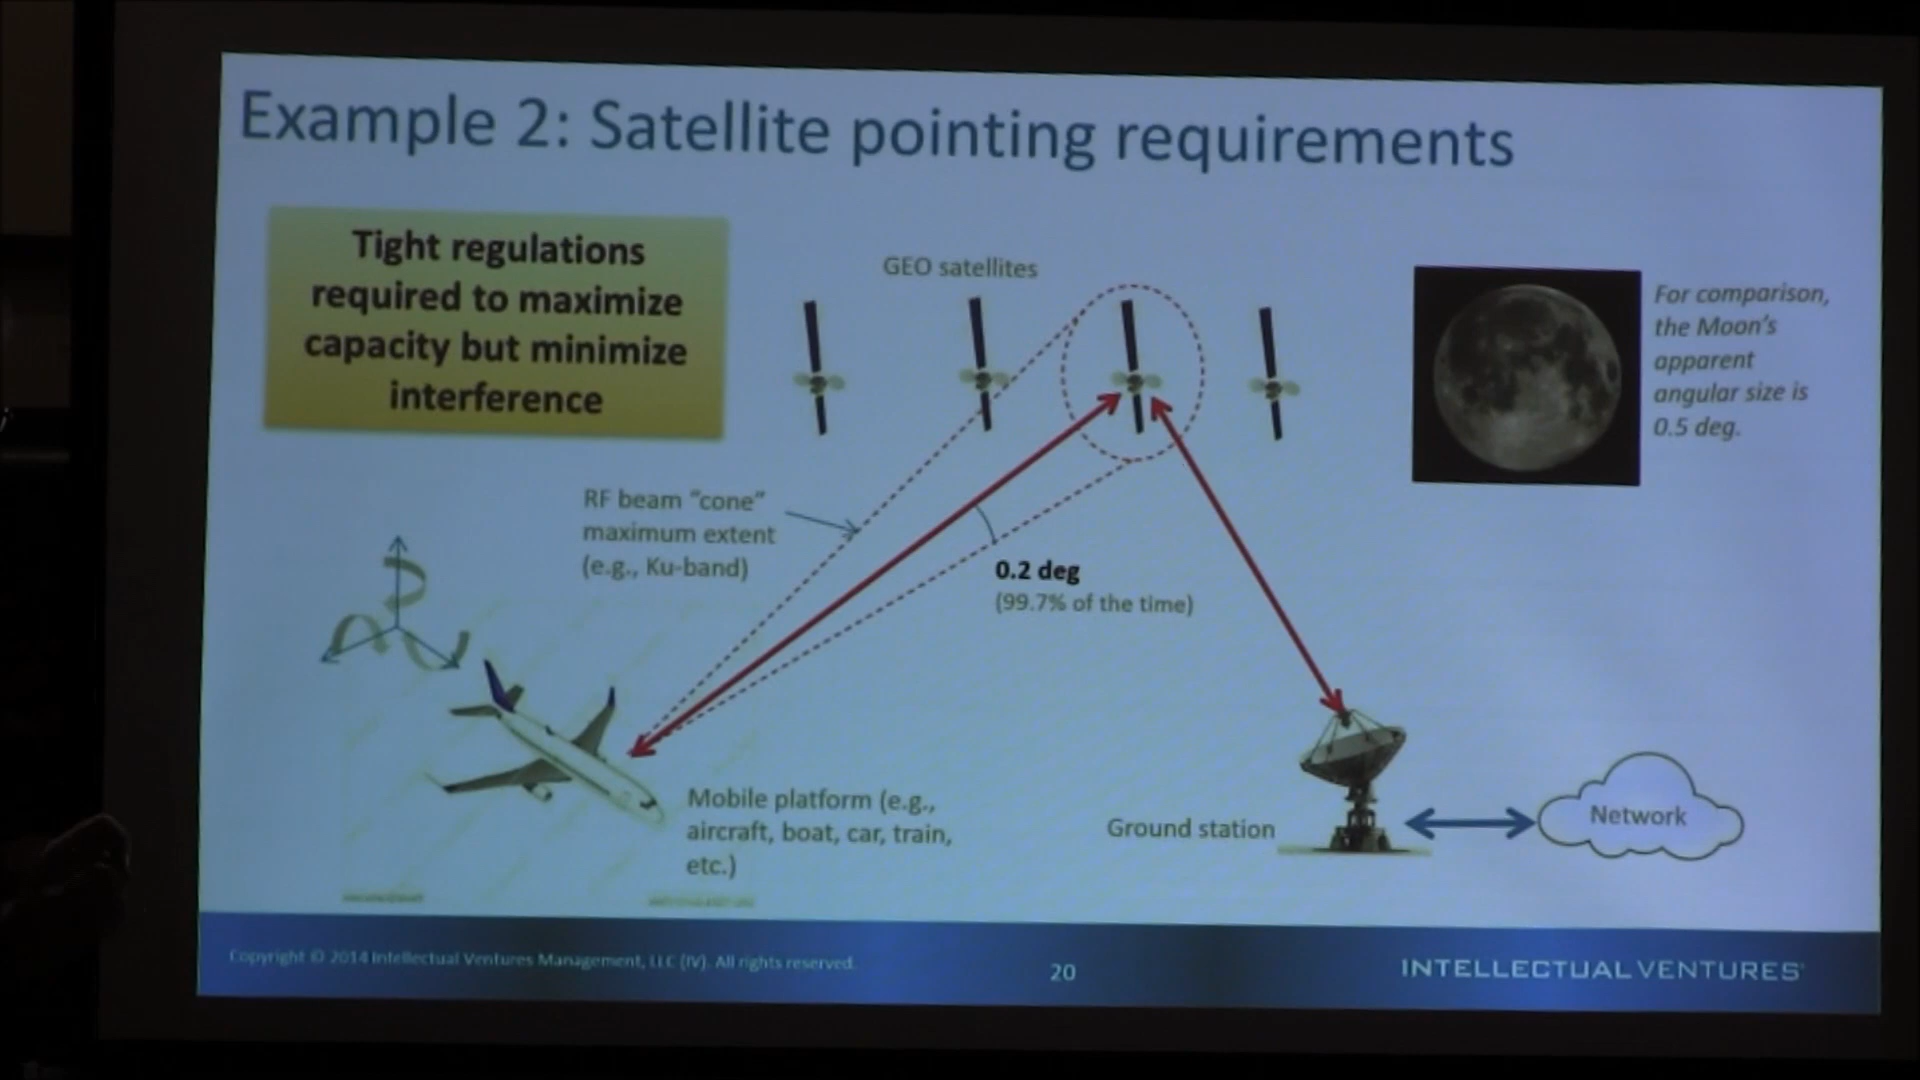 Example 2: Satellite pointing requirements
Tight regulations
required to maximize
capacity but minimize
interference
GEO satellites
For comparison,
the Moon's
apparent
angular size is
0.5 deg.
RF beam "cone"
maximum extent
(e.g., Ku-band)
0.2 deg
(99.7% of the time)
Mobile platform (e.g.,
aircraft, boat, car, train,
etc.)
Ground station
Network
Copyright © 2014 Intellectual Ventures Management, LLC (IV). All rights reserved.
20
INTELLECTUAL VENTURES